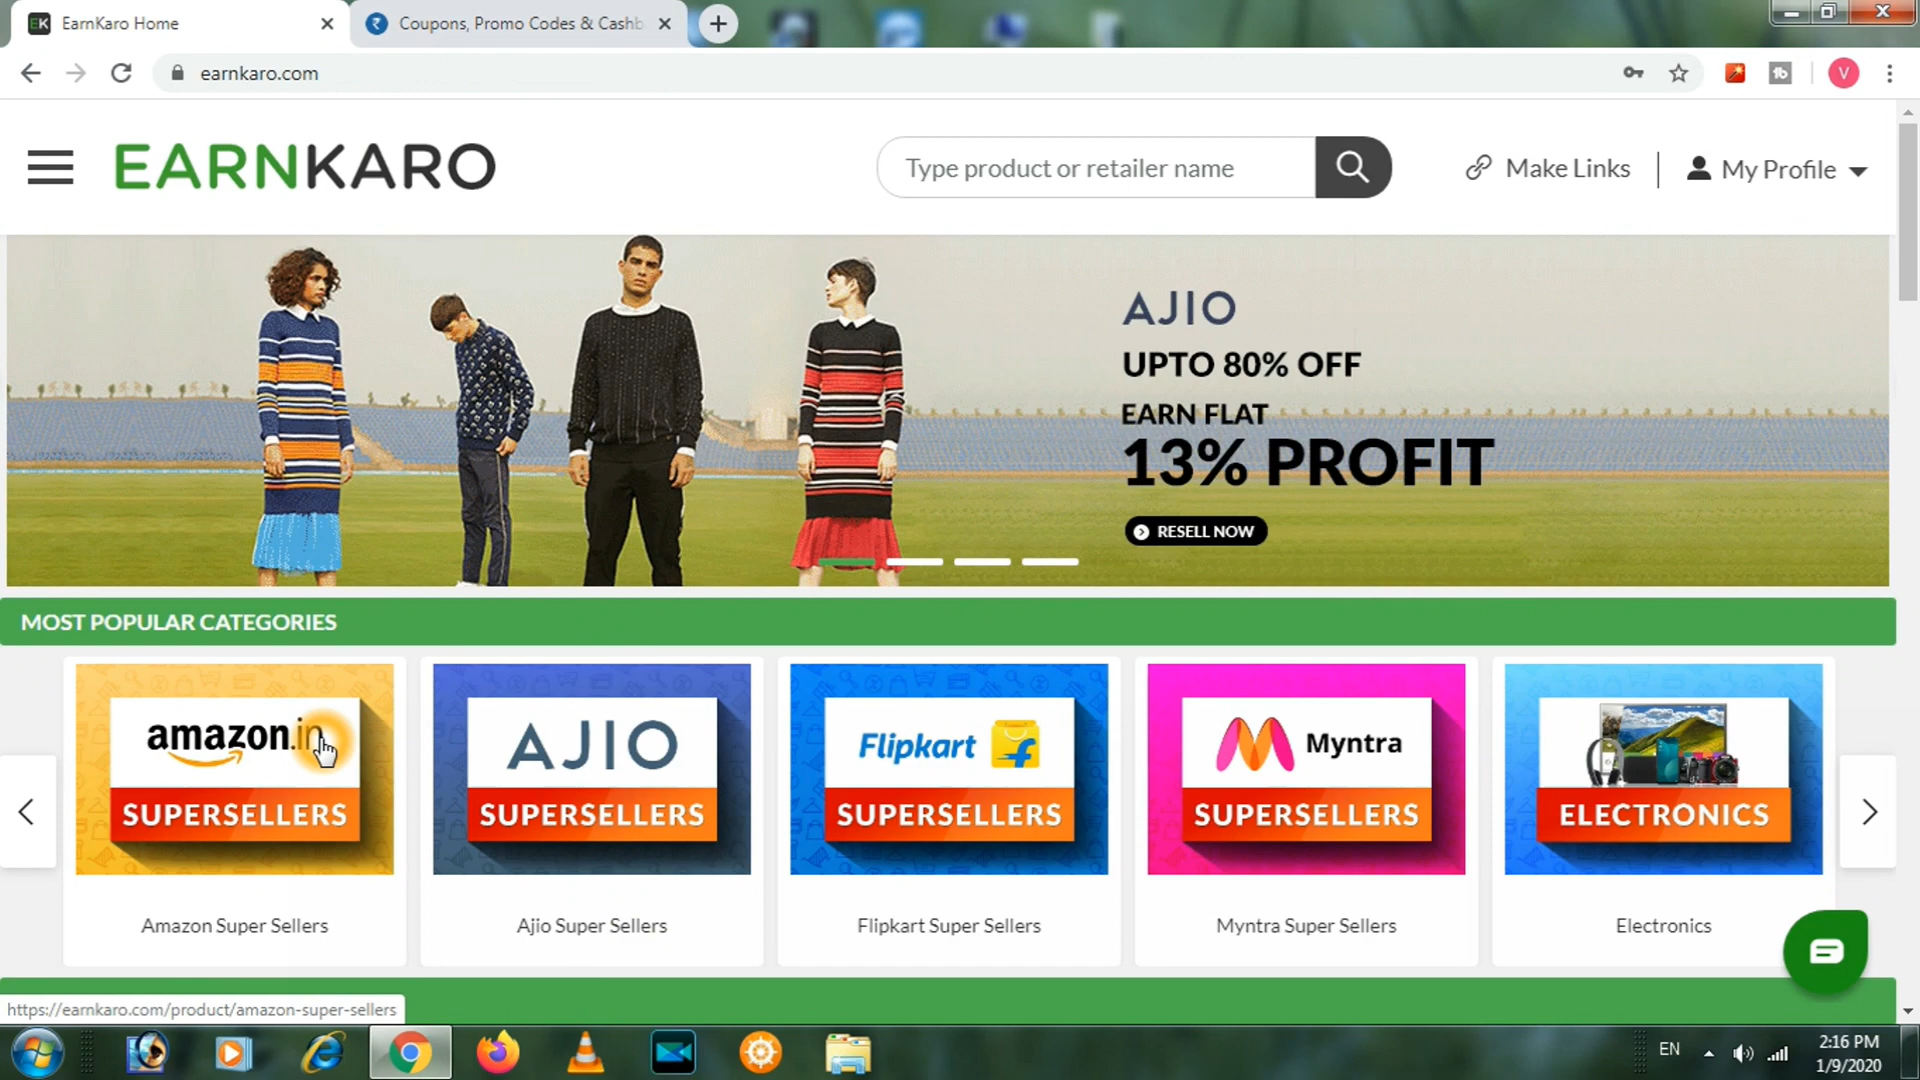 EK EarnKaro Home
Coupons, Promo Codes & Cashb
earnkaro.com
V
EARNKARO
Type product or retailer name
Make Links
My Profile
AJIO
UPTO 80% OFF
EARN FLAT
13% PROFIT
RESELL NOW
MOST POPULAR CATEGORIES
amazon.in
SUPERSELLERS
AJIO
SUPERSELLERS
Flipkart
SUPERSELLERS
Myntra
SUPERSELLERS
ELECTRONICS
Amazon Super Sellers
Ajio Super Sellers
Flipkart Super Sellers
Myntra Super Sellers
Electronics
https://earnkaro.com/product/amazon-super-sellers
EN
2:16 PM
1/9/2020